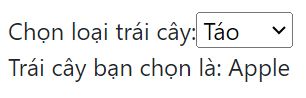 Chọn loại trái cây: Táo
Trái cây bạn chọn là: Apple